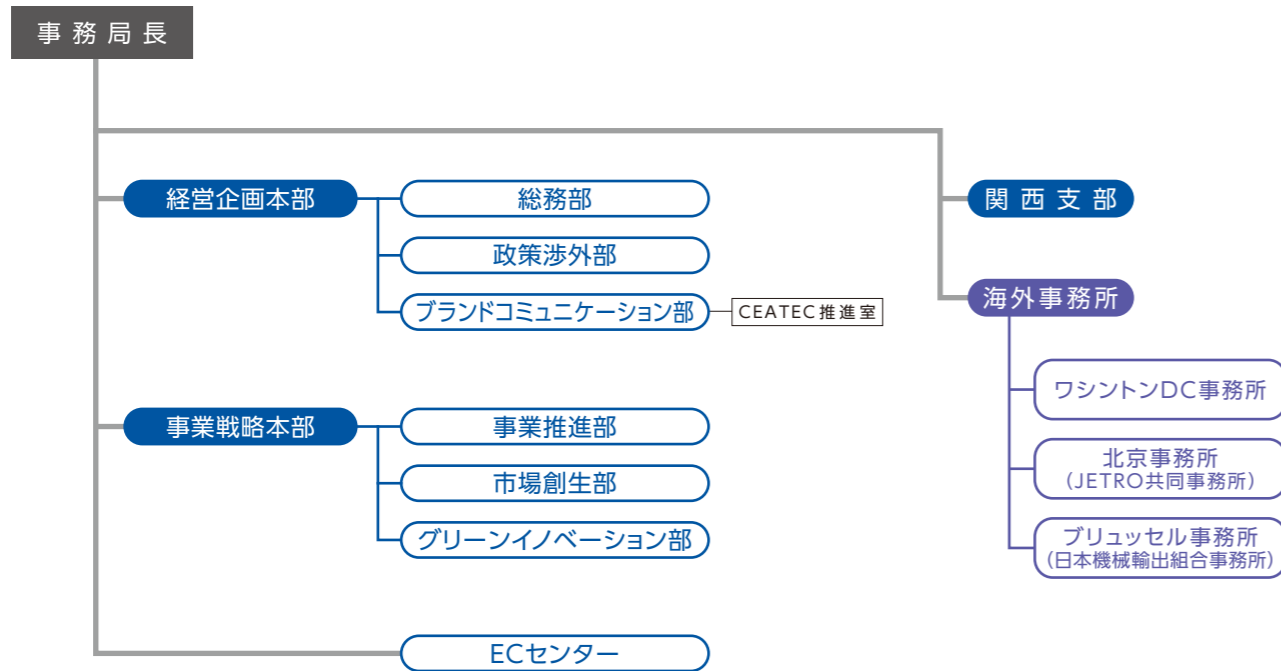 事務局長
経営企画本部
総務部
政策渉外部
ブランドコミュニケーション部
CEATEC推進室
事業戦略本部
事業推進部
市場創生部
グリーンイノベーション部
ECセンター
関西支部
海外事務所
ワシントンDC事務所
北京事務所
(JETRO共同事務所)
ブリュッセル事務所
(日本機械輸出組合事務所)